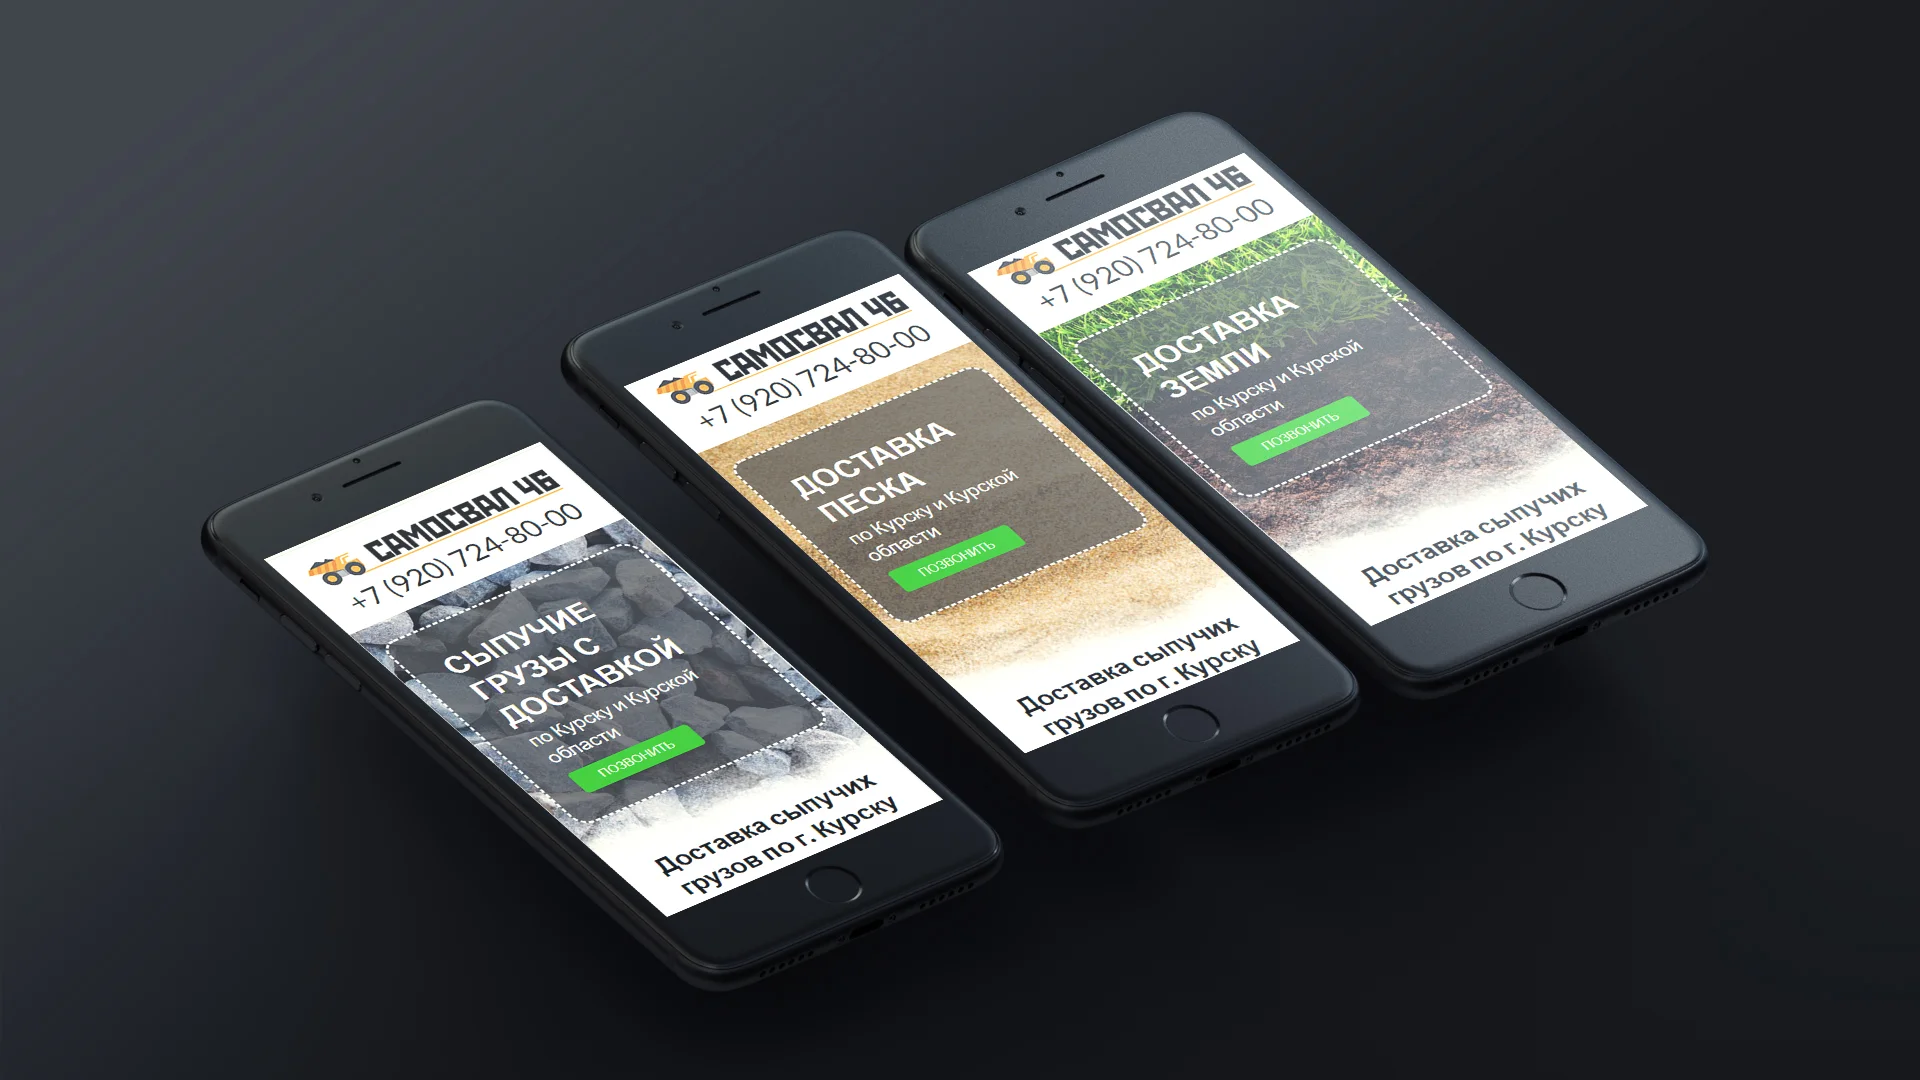 САМОСВАЛ 46
+7 (920) 724-80-00
СЫПУЧИЕ
ГРУЗЫ С
ДОСТАВКОЙ
по Курску и Курской
области
ПОЗВОНИТЬ
Доставка сыпучих
грузов по г. Курску
САМОСВАЛ 46
+7 (920) 724-80-00
ДОСТАВКА
ПЕСКА
по Курску и Курской
области
ПОЗВОНИТЬ
Доставка сыпучих
грузов по г. Курску
САМОСВАЛ 46
+7 (920) 724-80-00
ДОСТАВКА
ЗЕМЛИ
по Курску и Курской
области
ПОЗВОНИТЬ
Доставка сыпучих
грузов по г. Курску